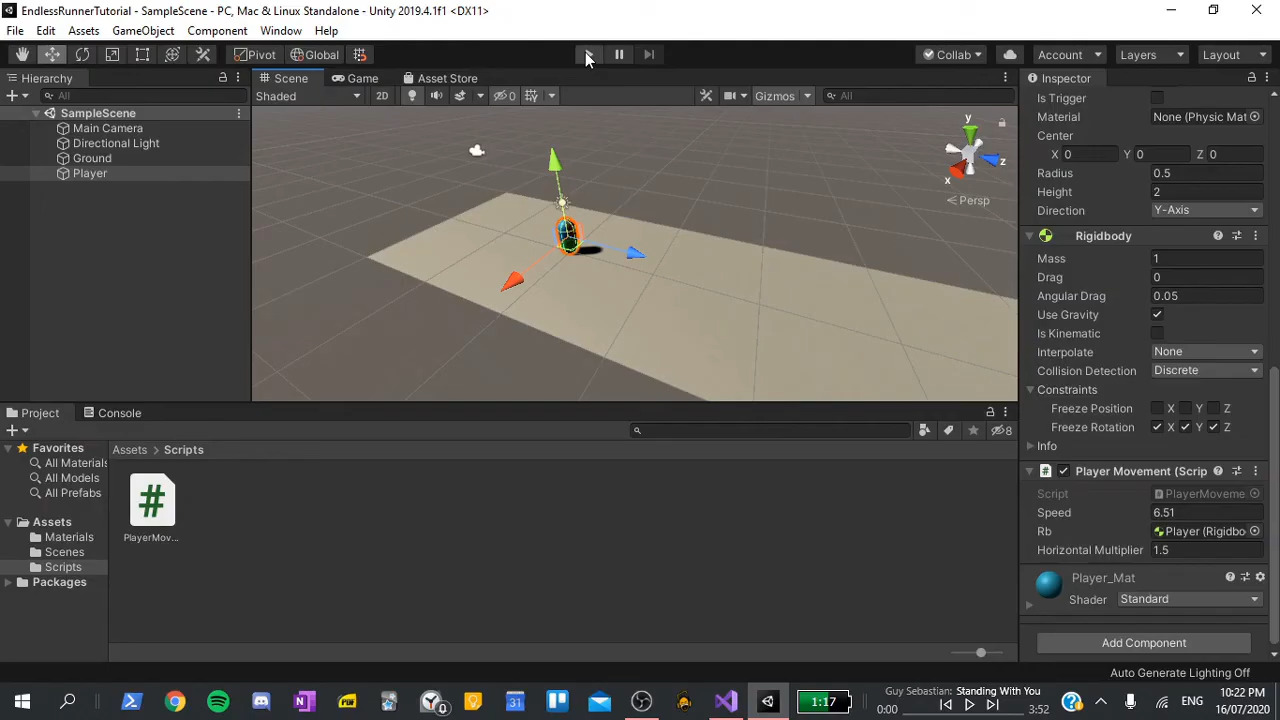 EndlessRunnerTutorial - SampleScene - PC, Mac & Linux Standalone - Unity 2019.4.1f1 <DX11>
File Edit Assets GameObject Component Window Help
Pivot Global Collab Account Layers Layout
Hierarchy
All
SampleScene
Main Camera
Directional Light
Ground
Player
Scene Game Asset Store
Shaded 2D 0 Gizmos All
y
z
x
Persp
Inspector
Is Trigger
Material None (Physic Mat
Center
X 0 Y 0 Z 0
Radius 0.5
Height 2
Direction Y-Axis
Rigidbody
Mass 1
Drag 0
Angular Drag 0.05
Use Gravity
Is Kinematic
Interpolate None
Collision Detection Discrete
Constraints
Freeze Position X Y Z
Freeze Rotation X Y Z
Info
# Player Movement (Scrip
Script PlayerMoveme
Speed 6.51
Rb Player (Rigidbo
Horizontal Multiplier 1.5
Player_Mat
Shader Standard
Add Component
Auto Generate Lighting Off
Project Console
8
Favorites
All Materials
All Models
All Prefabs
Assets
Materials
Scenes
Scripts
Packages
Assets > Scripts
#
PlayerMov...
1:17
Guy Sebastian: Standing With You
0:00 3:52
ENG
10:22 PM
16/07/2020